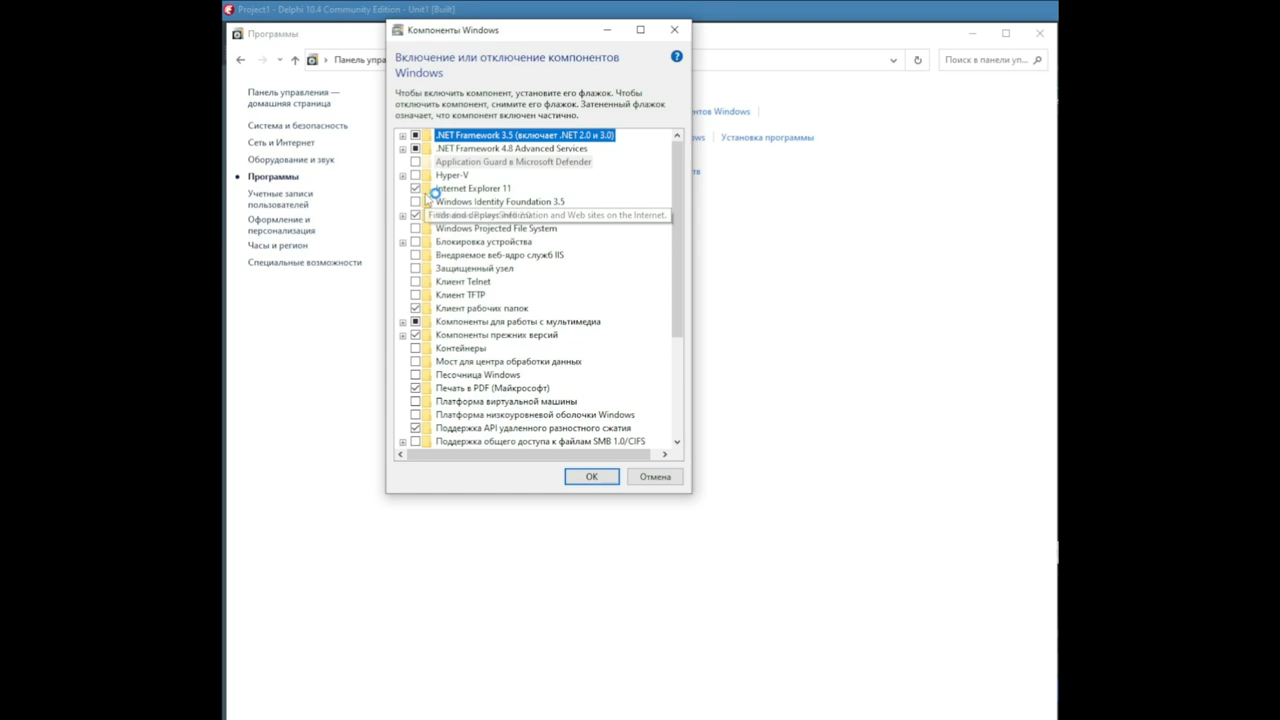 Project1 - Delphi 10.4 Community Edition - Unit1 [Built]
Программы
Панель упра
Поиск в панели уп...
Панель управления —
домашняя страница
Система и безопасность
Сеть и Интернет
Оборудование и звук
Программы
Учетные записи
пользователей
Оформление и
персонализация
Часы и регион
Специальные возможности
нтов Windows
Установка программы
Компоненты Windows
Включение или отключение компонентов
Windows
Чтобы включить компонент, установите его флажок. Чтобы
отключить компонент, снимите его флажок. Затененный флажок
означает, что компонент включен частично.
.NET Framework 3.5 (включает .NET 2.0 и 3.0)
.NET Framework 4.8 Advanced Services
Application Guard в Microsoft Defender
Hyper-V
Internet Explorer 11
Windows Identity Foundation 3.5
Finds and displays information and Web sites on the Internet.
Windows Projected File System
Блокировка устройства
Внедряемое веб-ядро служб IIS
Защищенный узел
Клиент Telnet
Клиент TFTP
Клиент рабочих папок
Компоненты для работы с мультимедиа
Компоненты прежних версий
Контейнеры
Мост для центра обработки данных
Песочница Windows
Печать в PDF (Майкрософт)
Платформа виртуальной машины
Платформа низкоуровневой оболочки Windows
Поддержка API удаленного разностного сжатия
Поддержка общего доступа к файлам SMB 1.0/CIFS
ОК
Отмена